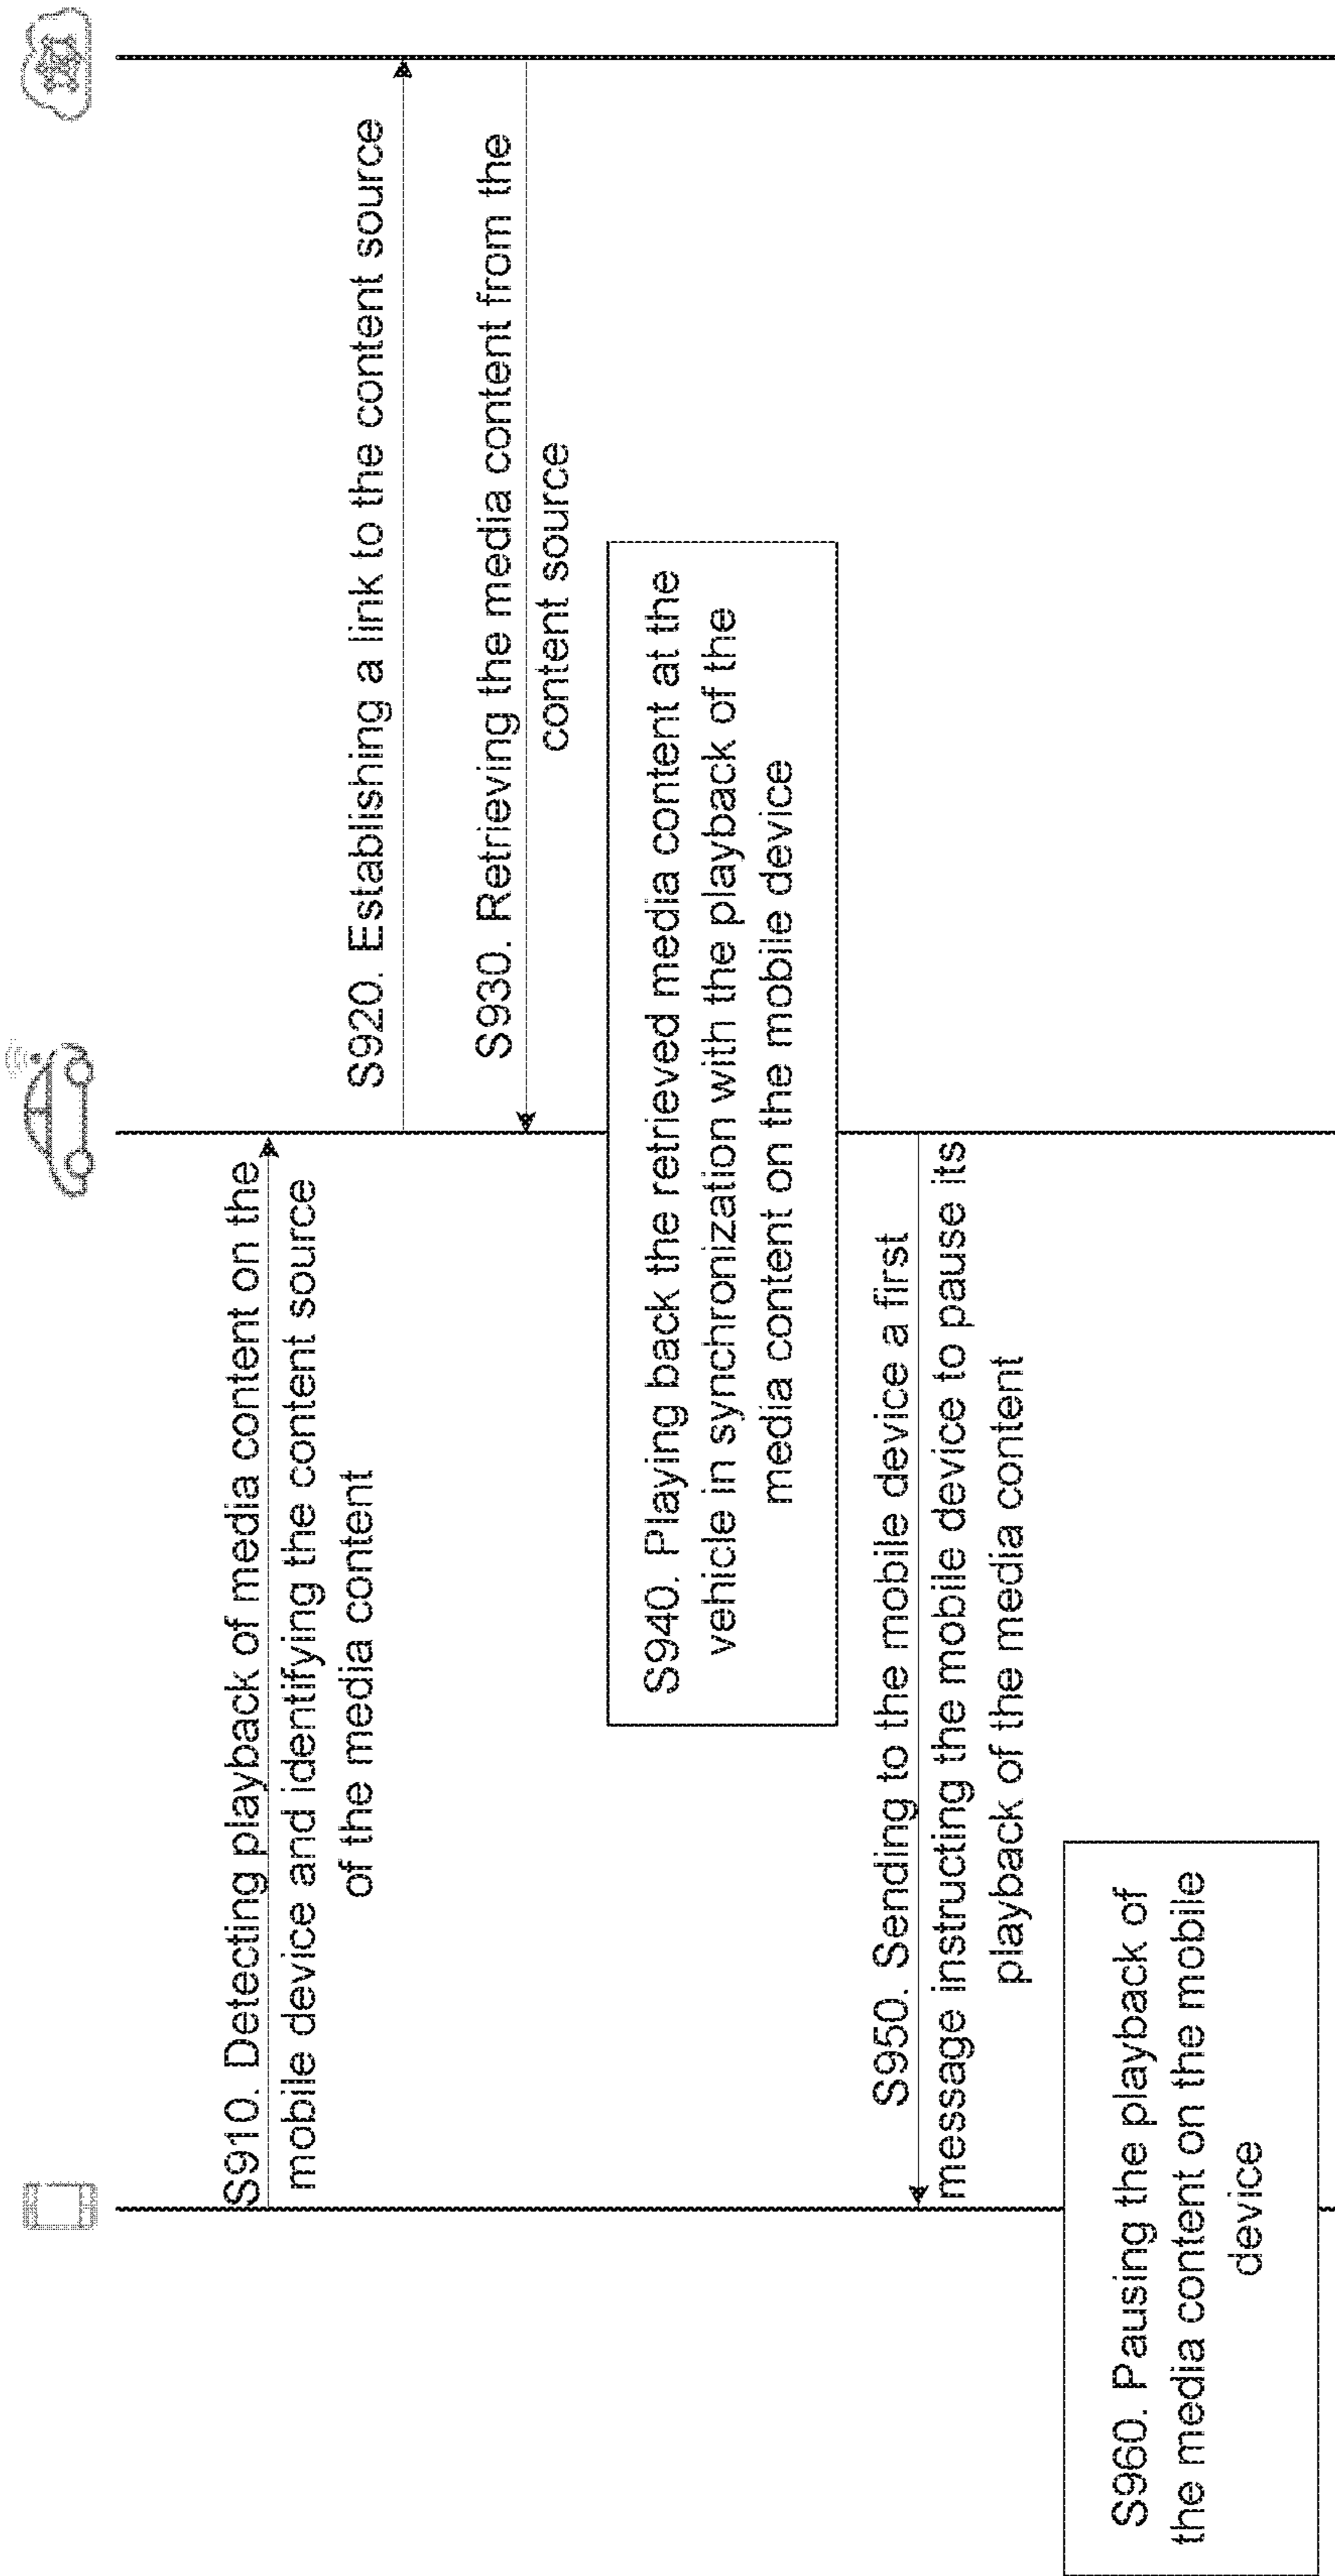 S910. Detecting playback of media content on the
mobile device and identifying the content source
of the media content
S920. Establishing a link to the content source
S930. Retrieving the media content from the
content source
S940. Playing back the retrieved media content at the
vehicle in synchronization with the playback of the
media content on the mobile device
S950. Sending to the mobile device a first
message instructing the mobile device to pause its
playback of the media content
S960. Pausing the playback of
the media content on the mobile
device